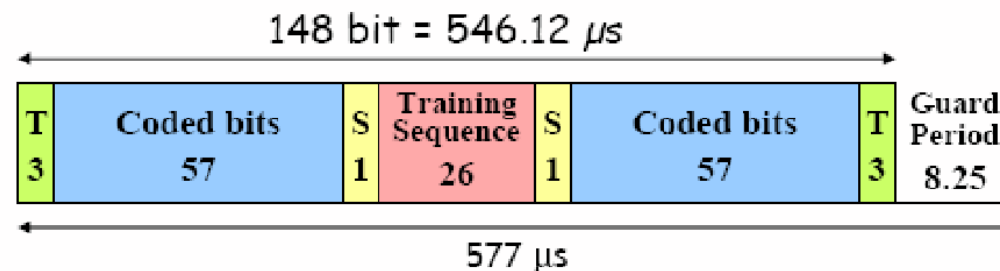 148 bit = 546.12 µs
T
3
Coded bits
57
S
1
Training
Sequence
26
S
1
Coded bits
57
T
3
Guard
Period
8.25
577 µs